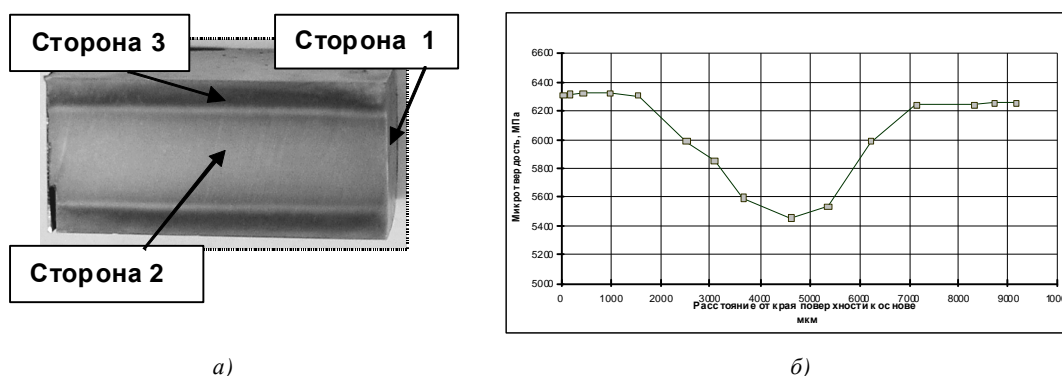 Сторона 3
Сторона 1
Сторона 2
а)
Микротвердость, МПа
6600
6400
6200
6000
5800
5600
5400
5200
5000
0
1000
2000
3000
4000
5000
6000
7000
8000
9000
1000
Расстояние от края поверхности к основе
мкм
б)